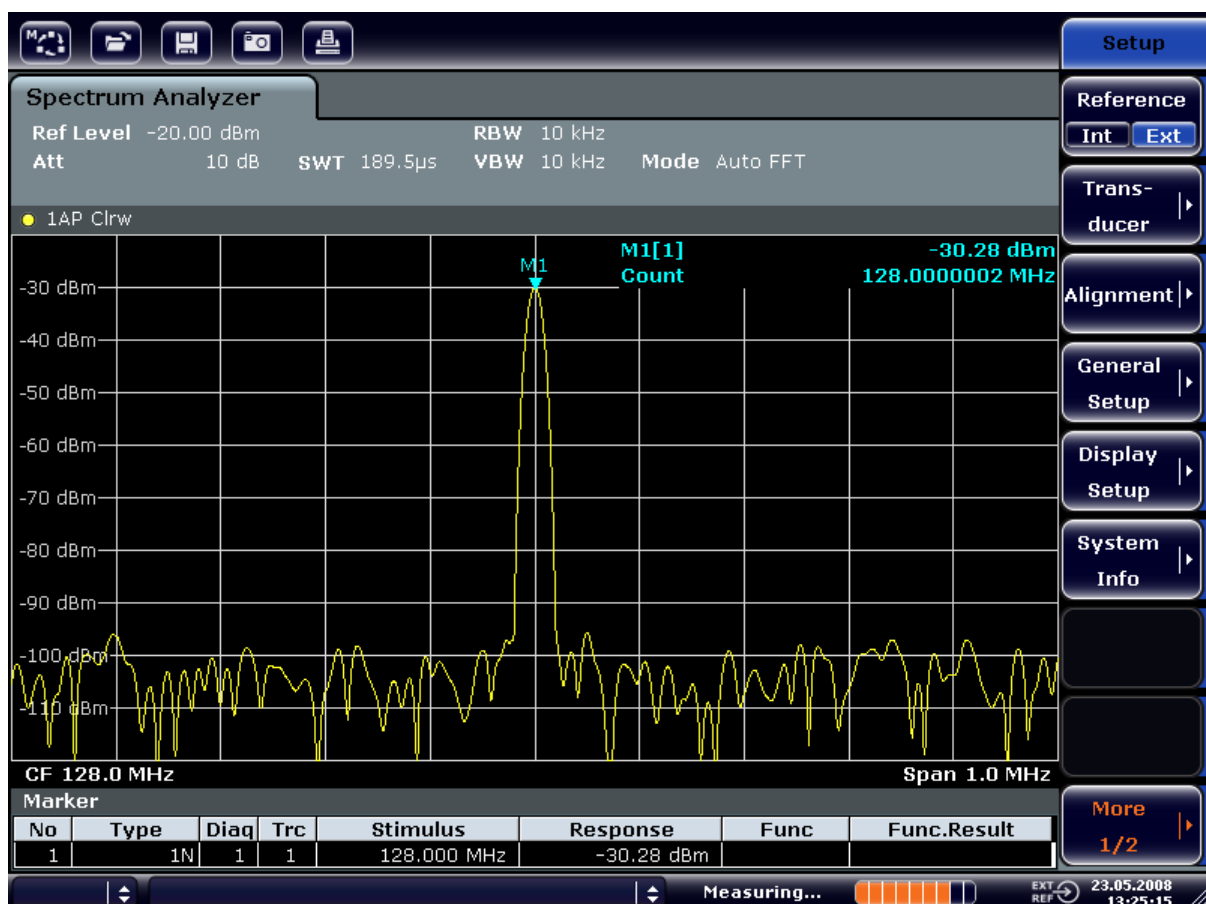 Setup
Spectrum Analyzer
Ref Level -20.00 dBm RBW 10 kHz
Att 10 dB SWT 189.5µs VBW 10 kHz Mode Auto FFT
1AP Clrw
M1[1] -30.28 dBm
Count 128.0000002 MHz
M1
-30 dBm
-40 dBm
-50 dBm
-60 dBm
-70 dBm
-80 dBm
-90 dBm
-100 dBm
-110 dBm
CF 128.0 MHz Span 1.0 MHz
Marker
No Type Diag Trc Stimulus Response Func Func.Result
1 1N 1 1 128.000 MHz -30.28 dBm
Measuring...
EXT REF
23.05.2008
13:25:15
Reference
Int Ext
Trans-
ducer
Alignment
General
Setup
Display
Setup
System
Info
More
1/2
M